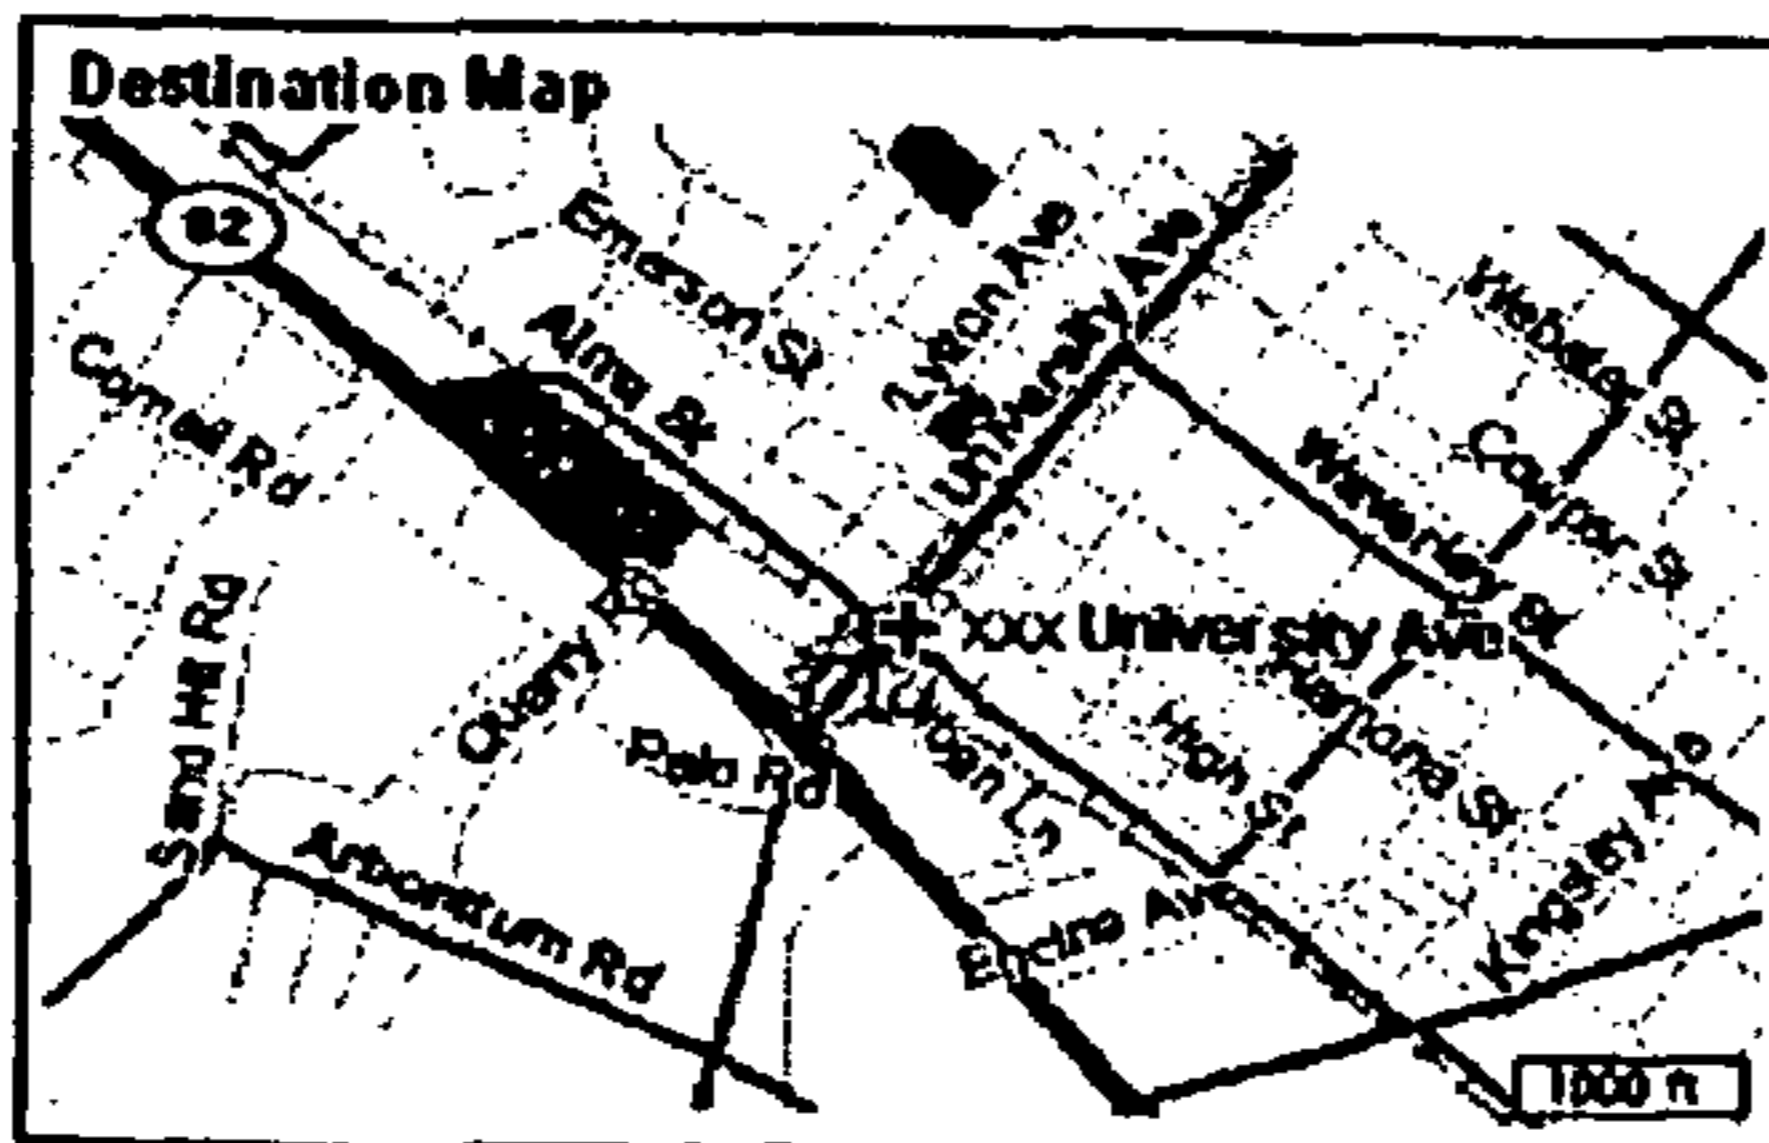 Destination Map
82
Emerson St
Lytton Ave
University Ave
Alma St
Webster St
Cornell Rd
Waverley St
Cowper St
Quarry Rd
Sand Hill Rd
xxx University Ave
Palo Rd
Urban Ln
High St
Ramona St
Arboretum Rd
Encina Ave
Kingsley Ave
1000 ft